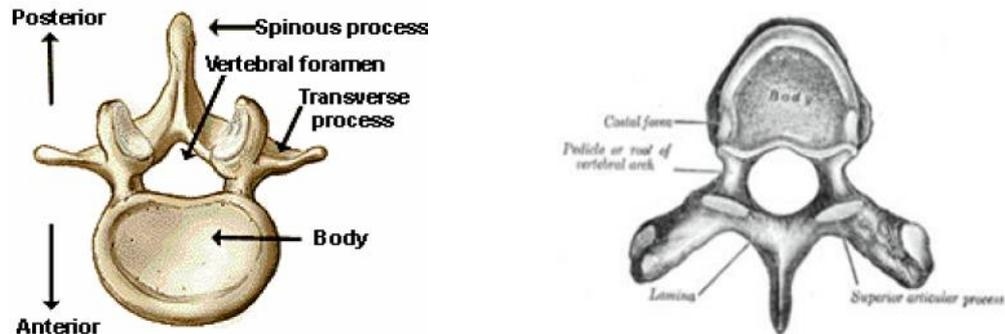 Posterior
Spinous process
Vertebral foramen
Transverse
process
Body
Anterior
Body
Costal fovea
Pedicle or root of
vertebral arch
Lamina
Superior articular process